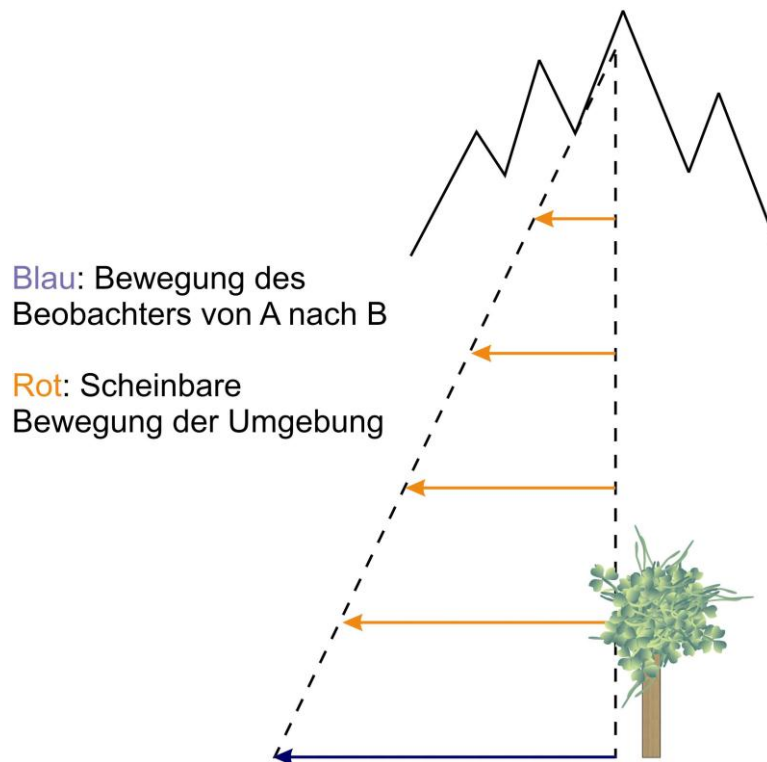 Blau: Bewegung des
Beobachters von A nach B
Rot: Scheinbare
Bewegung der Umgebung